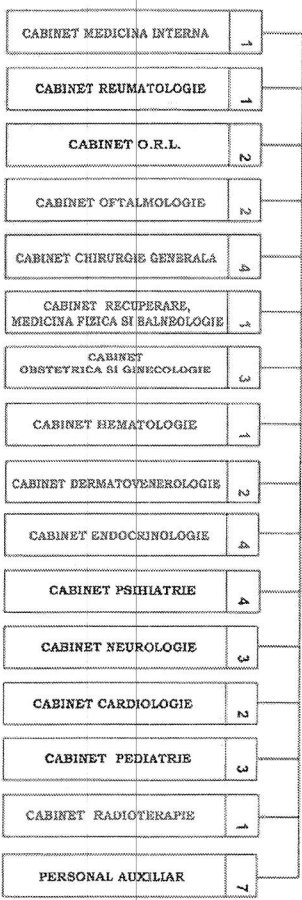 CABINET MEDICINA INTERNA 1
CABINET REUMATOLOGIE 1
CABINET O.R.L. 2
CABINET OFTALMOLOGIE 2
CABINET CHIRURGIE GENERALA 4
CABINET RECUPERARE,
MEDICINA FIZICA SI BALNEOLOGIE 1
CABINET
OBSTETRICA SI GINECOLOGIE 3
CABINET HEMATOLOGIE 1
CABINET DERMATOVENEROLOGIE 2
CABINET ENDOCRINOLOGIE 4
CABINET PSIHIATRIE 4
CABINET NEUROLOGIE 3
CABINET CARDIOLOGIE 2
CABINET PEDIATRIE 3
CABINET RADIOTERAPIE 1
PERSONAL AUXILIAR 7